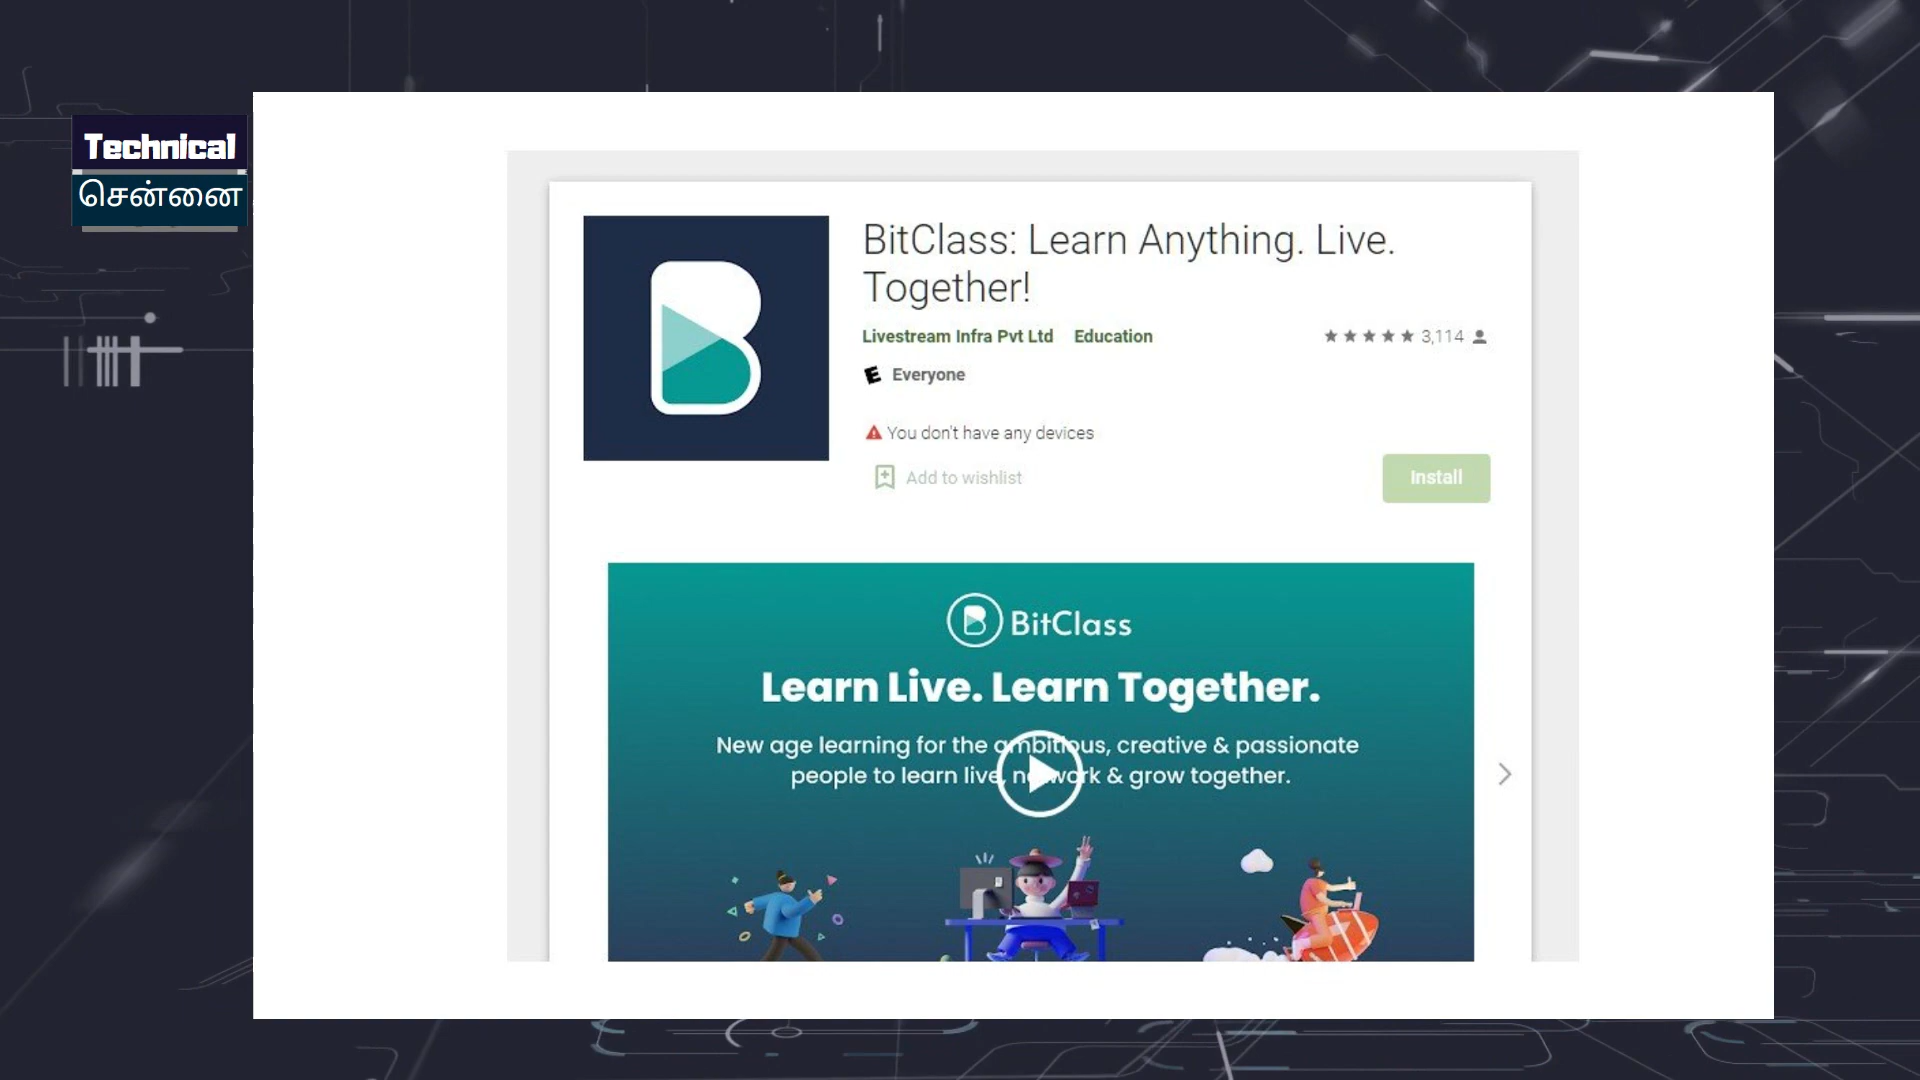 Technical
சென்னை
BitClass: Learn Anything. Live.
Together!
Livestream Infra Pvt Ltd Education 3,114
E Everyone
You don't have any devices
Add to wishlist
Install
BitClass
Learn Live. Learn Together.
New age learning for the ambitious, creative & passionate
people to learn live, network & grow together.